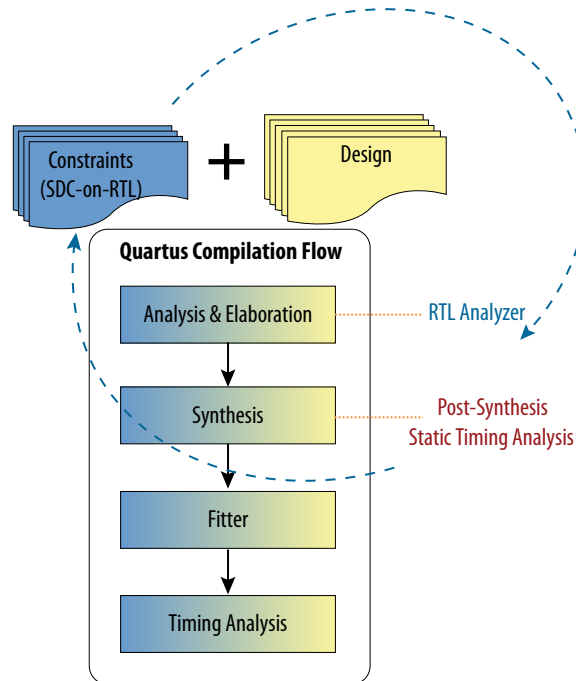 Constraints
(SDC-on-RTL)
+
Design
Quartus Compilation Flow
Analysis & Elaboration
RTL Analyzer
Synthesis
Post-Synthesis
Static Timing Analysis
Fitter
Timing Analysis